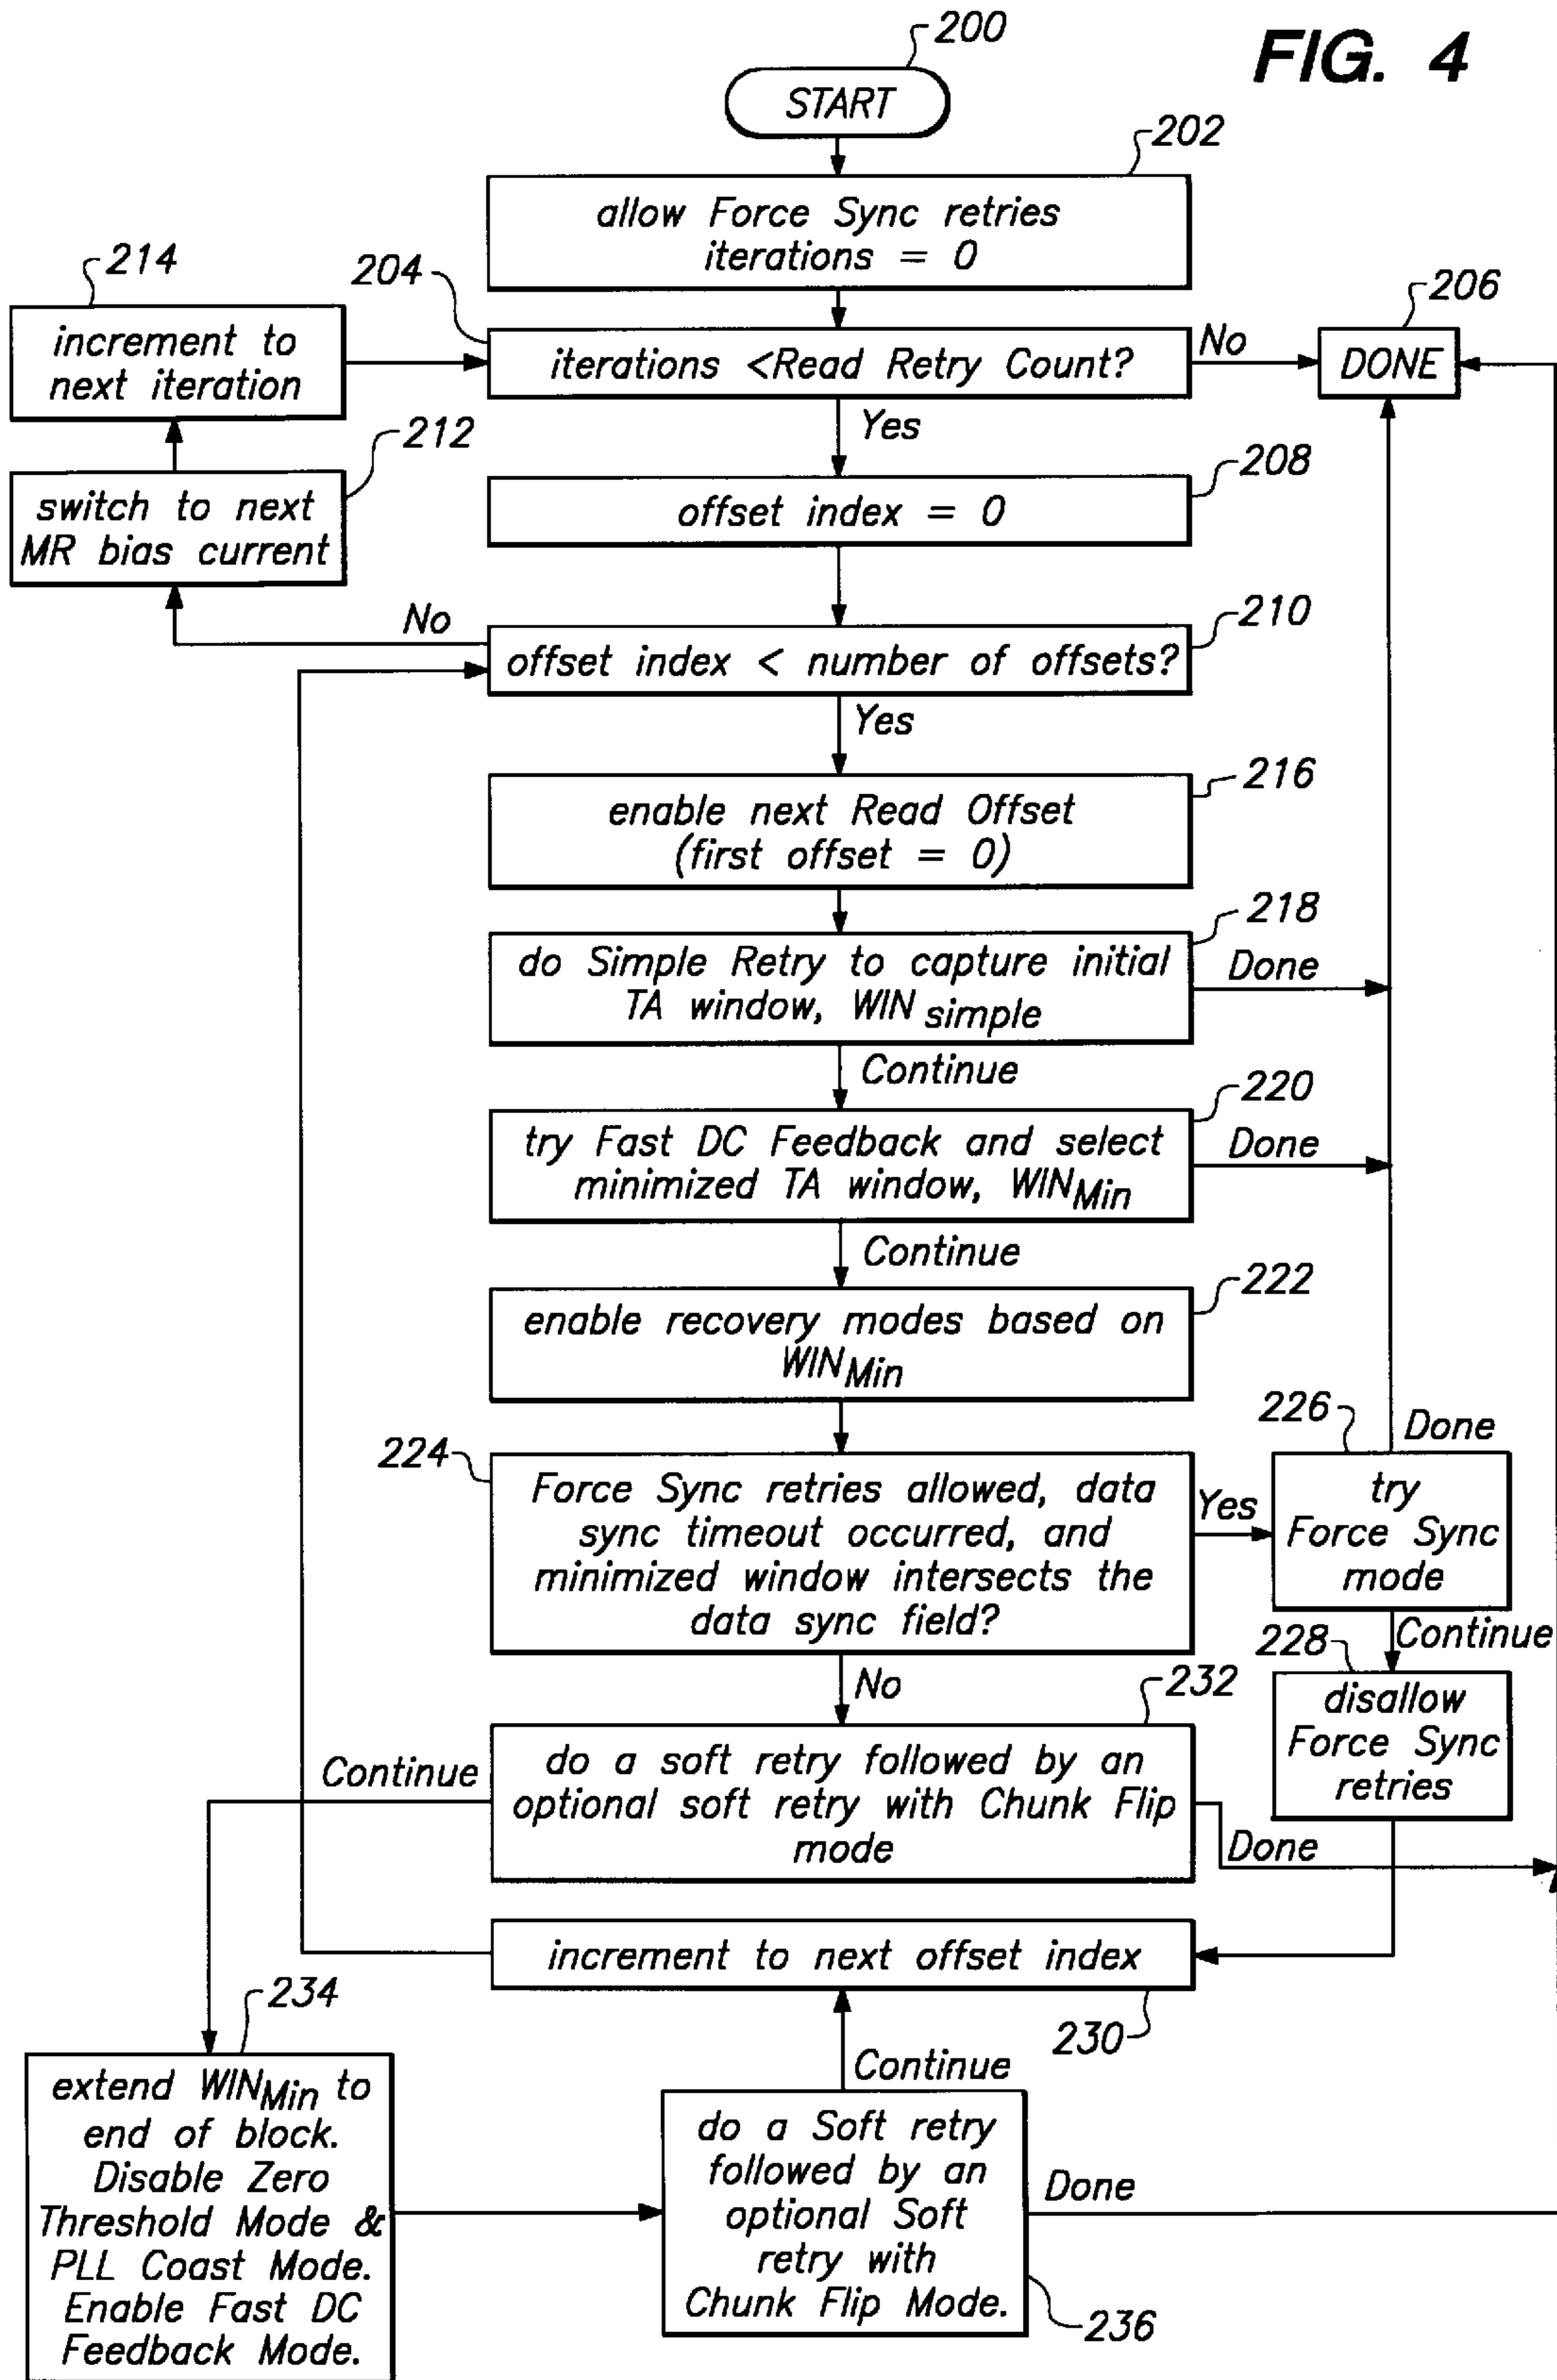 FIG. 4
200
START
202
allow Force Sync retries
iterations = 0
214
increment to
next iteration
204
iterations <Read Retry Count?
No
206
DONE
Yes
212
switch to next
MR bias current
208
offset index = 0
No
210
offset index < number of offsets?
Yes
216
enable next Read Offset
(first offset = 0)
218
do Simple Retry to capture initial
TA window, WIN simple
Done
Continue
220
try Fast DC Feedback and select
minimized TA window, WINMin
Done
Continue
222
enable recovery modes based on
WINMin
224
Force Sync retries allowed, data
sync timeout occurred, and
minimized window intersects the
data sync field?
Yes
226
Done
try
Force Sync
mode
Continue
228
disallow
Force Sync
retries
No
232
Continue
do a soft retry followed by an
optional soft retry with Chunk Flip
mode
Done
increment to next offset index
230
234
extend WINMin to
end of block.
Disable Zero
Threshold Mode &
PLL Coast Mode.
Enable Fast DC
Feedback Mode.
Continue
do a Soft retry
followed by an
optional Soft
retry with
Chunk Flip Mode.
Done
236